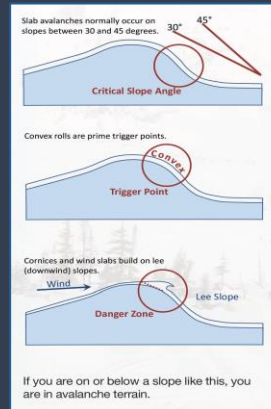 Slab avalanches normally occur on
slopes between 30 and 45 degrees.
45°
30°
Critical Slope Angle
Convex rolls are prime trigger points.
Convex
Trigger Point
Cornices and wind slabs build on lee
(downwind) slopes.
Wind
Lee Slope
Danger Zone
If you are on or below a slope like this, you
are in avalanche terrain.